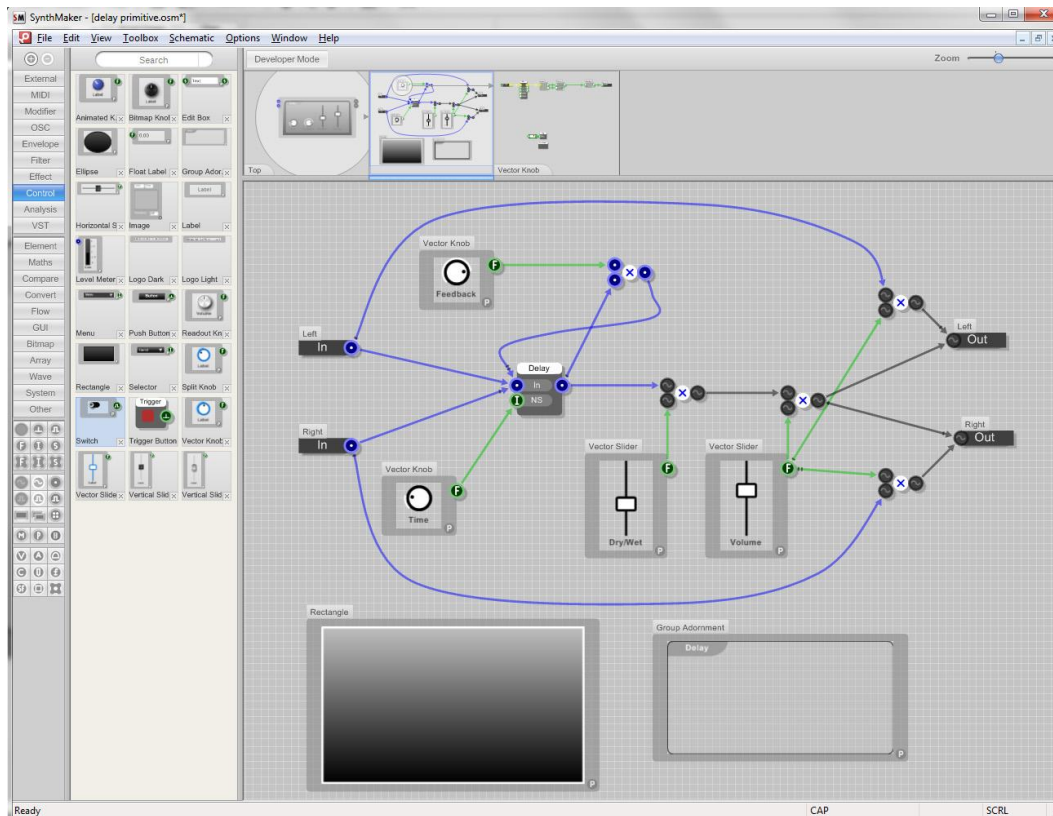 SynthMaker - [delay primitive.osm*]
File Edit View Toolbox Schematic Options Window Help
Search
Developer Mode
Zoom
External
MIDI
Modifier
OSC
Envelope
Filter
Effect
Control
Analysis
VST
Element
Maths
Compare
Convert
Flow
GUI
Bitmap
Array
Wave
System
Other
Animated K. Bitmap Knol Edit Box
Ellipse Float Label Group Ador.
Horizontal S Image Label
Level Meter Logo Dark Logo Light
Menu Push Button Readout Kn
Rectangle Selector Split Knob
Trigger
Switch Trigger Button Vector Knob
Vector Slide Vertical Slid Vertical Slid
Top
Vector Knob
Vector Knob
F
Feedback
P
Left
In
Delay
In
I NS
Right
In
Vector Knob
F
Time
P
Vector Slider
F
Dry/Wet
P
Vector Slider
F
Volume
P
Left
Out
Right
Out
Rectangle
P
Group Adornment
Delay
P
Ready
CAP
SCRL